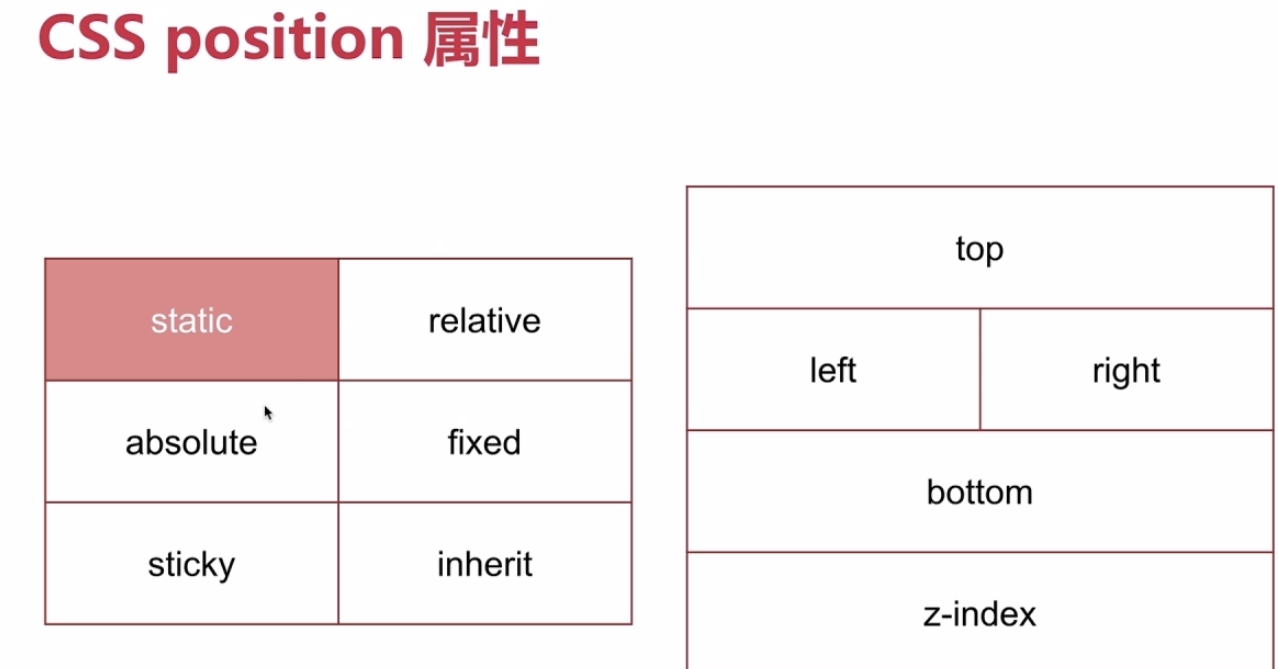 CSS position 属性
static relative
absolute fixed
sticky inherit
top
left right
bottom
z-index